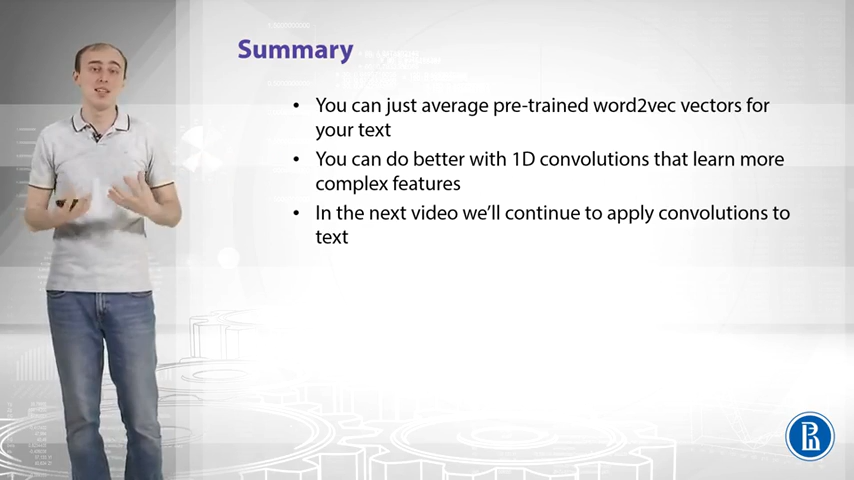 Summary
• You can just average pre-trained word2vec vectors for
your text
• You can do better with 1D convolutions that learn more
complex features
• In the next video we'll continue to apply convolutions to
text